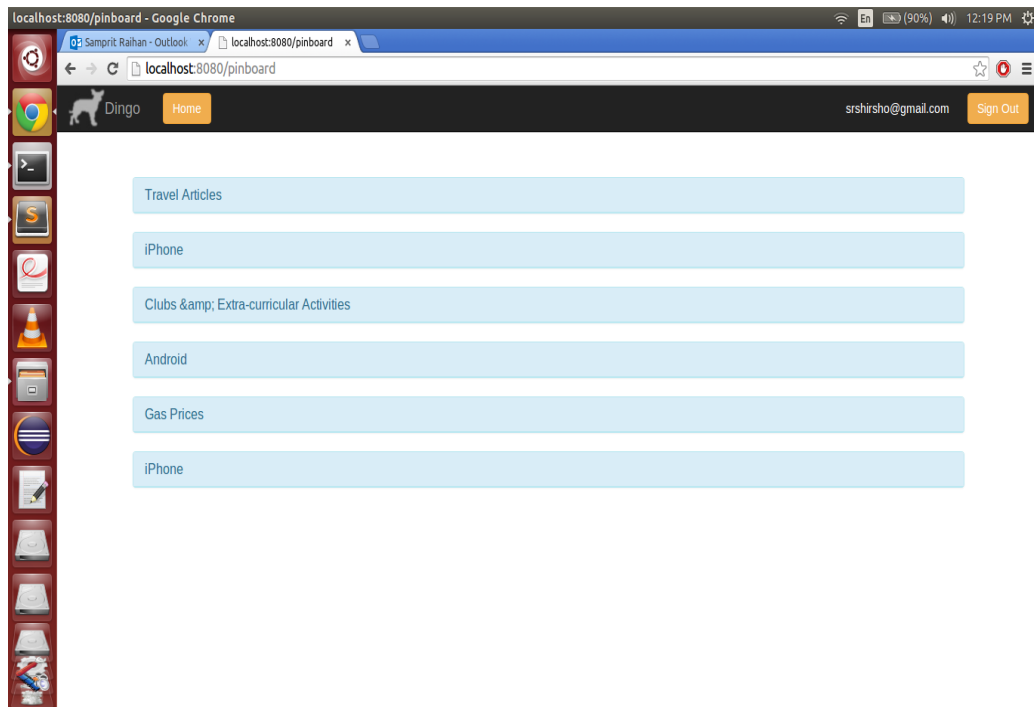 localhost:8080/pinboard - Google Chrome
En (90%) 12:19 PM
Samprit Raihan - Outlook × localhost:8080/pinboard ×
localhost:8080/pinboard
Dingo Home srshirsho@gmail.com Sign Out
Travel Articles
iPhone
Clubs &amp; Extra-curricular Activities
Android
Gas Prices
iPhone